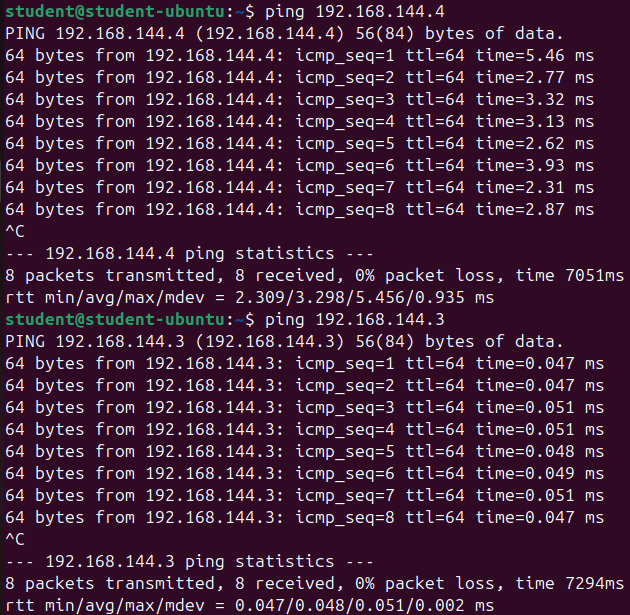 student@student-ubuntu:~$ ping 192.168.144.4
PING 192.168.144.4 (192.168.144.4) 56(84) bytes of data.
64 bytes from 192.168.144.4: icmp_seq=1 ttl=64 time=5.46 ms
64 bytes from 192.168.144.4: icmp_seq=2 ttl=64 time=2.77 ms
64 bytes from 192.168.144.4: icmp_seq=3 ttl=64 time=3.32 ms
64 bytes from 192.168.144.4: icmp_seq=4 ttl=64 time=3.13 ms
64 bytes from 192.168.144.4: icmp_seq=5 ttl=64 time=2.62 ms
64 bytes from 192.168.144.4: icmp_seq=6 ttl=64 time=3.93 ms
64 bytes from 192.168.144.4: icmp_seq=7 ttl=64 time=2.31 ms
64 bytes from 192.168.144.4: icmp_seq=8 ttl=64 time=2.87 ms
^C
--- 192.168.144.4 ping statistics ---
8 packets transmitted, 8 received, 0% packet loss, time 7051ms
rtt min/avg/max/mdev = 2.309/3.298/5.456/0.935 ms
student@student-ubuntu:~$ ping 192.168.144.3
PING 192.168.144.3 (192.168.144.3) 56(84) bytes of data.
64 bytes from 192.168.144.3: icmp_seq=1 ttl=64 time=0.047 ms
64 bytes from 192.168.144.3: icmp_seq=2 ttl=64 time=0.047 ms
64 bytes from 192.168.144.3: icmp_seq=3 ttl=64 time=0.051 ms
64 bytes from 192.168.144.3: icmp_seq=4 ttl=64 time=0.051 ms
64 bytes from 192.168.144.3: icmp_seq=5 ttl=64 time=0.048 ms
64 bytes from 192.168.144.3: icmp_seq=6 ttl=64 time=0.049 ms
64 bytes from 192.168.144.3: icmp_seq=7 ttl=64 time=0.051 ms
64 bytes from 192.168.144.3: icmp_seq=8 ttl=64 time=0.047 ms
^C
--- 192.168.144.3 ping statistics ---
8 packets transmitted, 8 received, 0% packet loss, time 7294ms
rtt min/avg/max/mdev = 0.047/0.048/0.051/0.002 ms